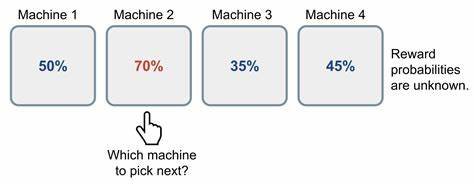 Machine 1
Machine 2
Machine 3
Machine 4
50%
70%
35%
45%
Reward
probabilities
are unknown.
Which machine
to pick next?